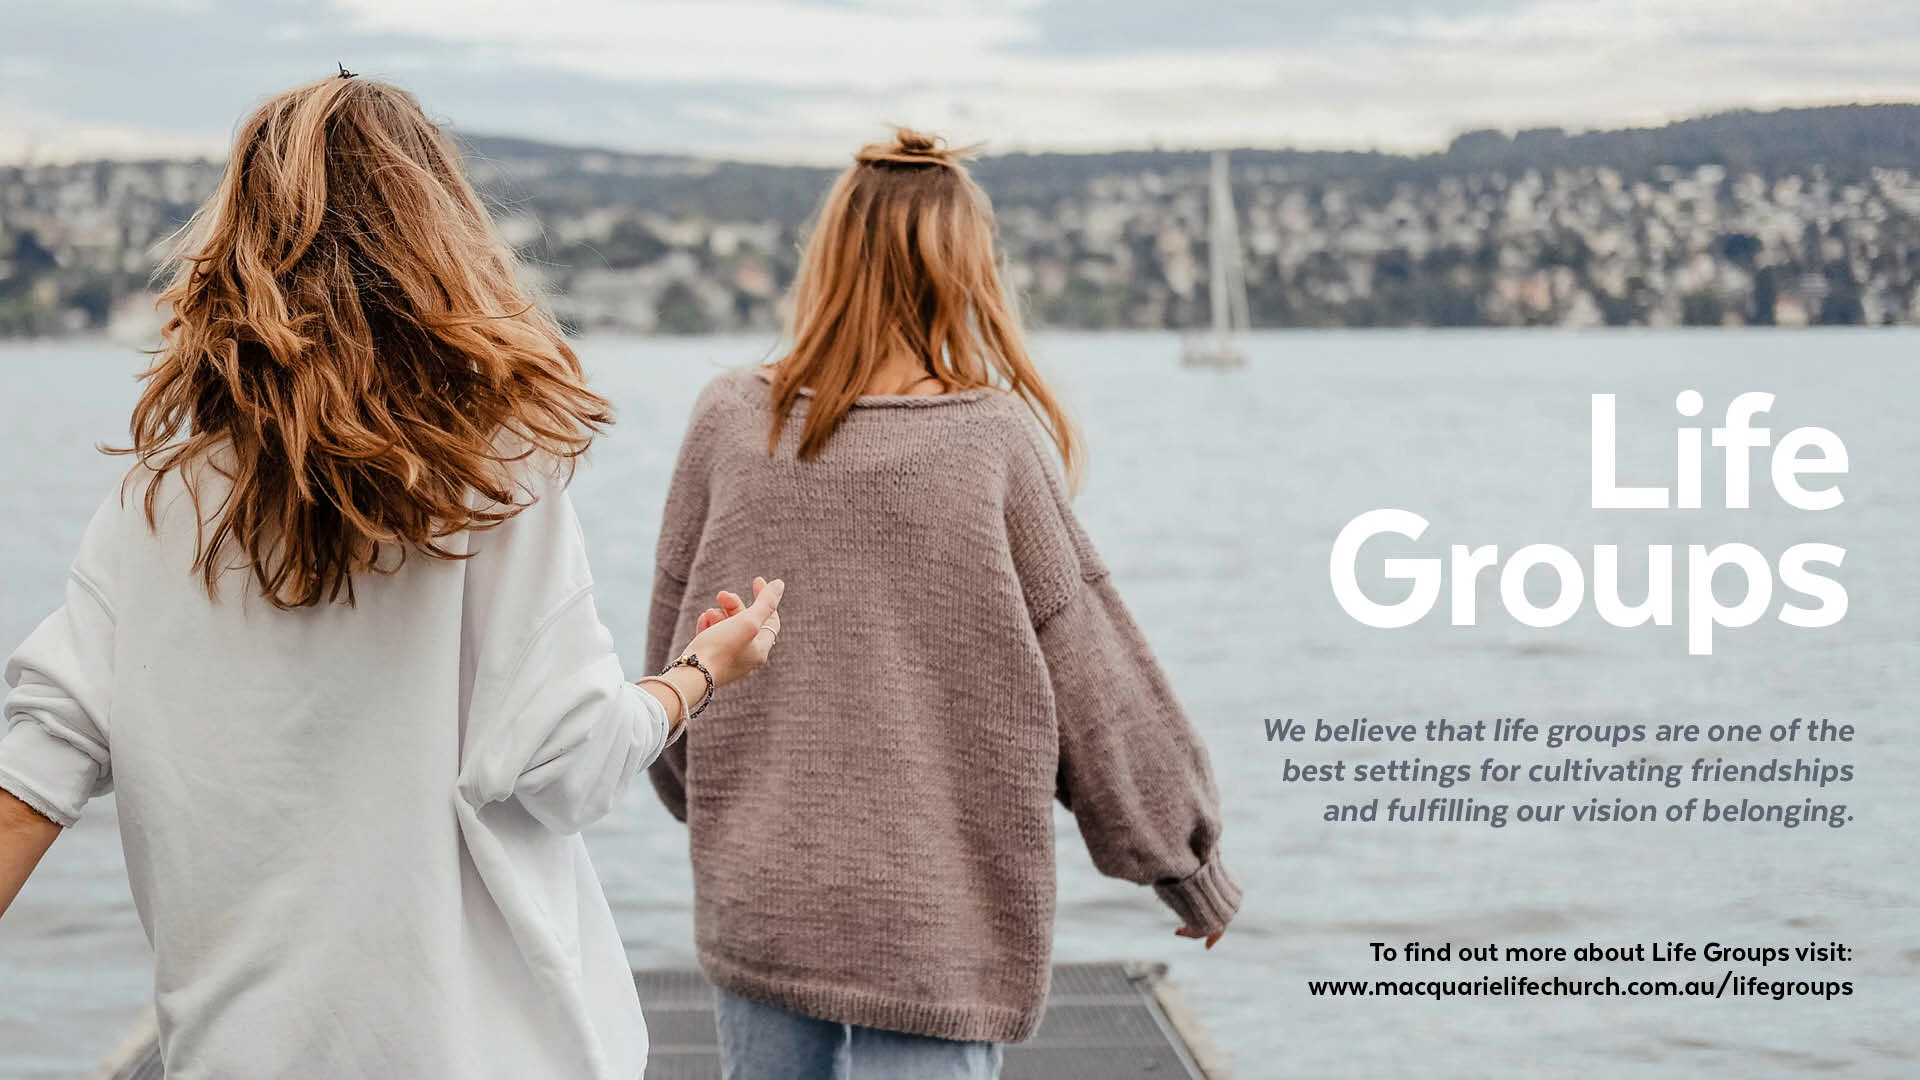 Life
Groups
We believe that life groups are one of the
best settings for cultivating friendships
and fulfilling our vision of belonging.
To find out more about Life Groups visit:
www.macquarielifechurch.com.au/lifegroups